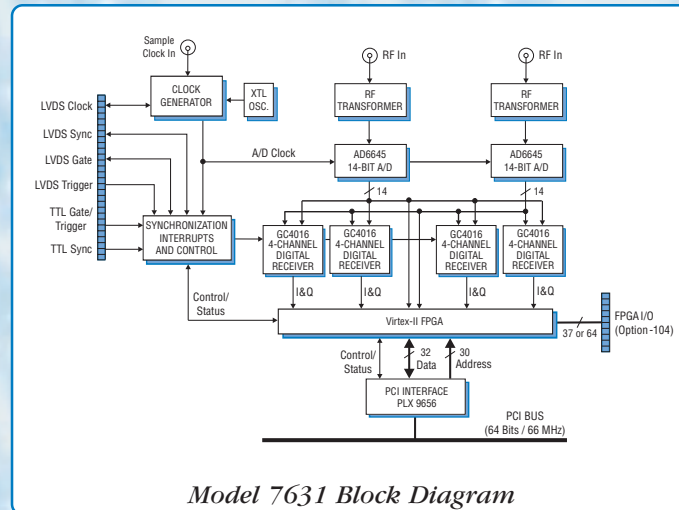 Sample
Clock In
RF In
RF In
CLOCK
GENERATOR
XTL
OSC.
RF
TRANSFORMER
RF
TRANSFORMER
LVDS Clock
LVDS Sync
LVDS Gate
LVDS Trigger
TTL Gate/
Trigger
TTL Sync
A/D Clock
AD6645
14-BIT A/D
AD6645
14-BIT A/D
14
14
SYNCHRONIZATION
INTERRUPTS
AND CONTROL
GC4016
4-CHANNEL
DIGITAL
RECEIVER
GC4016
4-CHANNEL
DIGITAL
RECEIVER
GC4016
4-CHANNEL
DIGITAL
RECEIVER
GC4016
4-CHANNEL
DIGITAL
RECEIVER
Control/
Status
I&Q
I&Q
I&Q
I&Q
Virtex-II FPGA
37 or 64
FPGA I/O
(Option-104)
Control/
Status
32
Data
30
Address
PCI INTERFACE
PLX 9656
PCI BUS
(64 Bits / 66 MHz)
Model 7631 Block Diagram